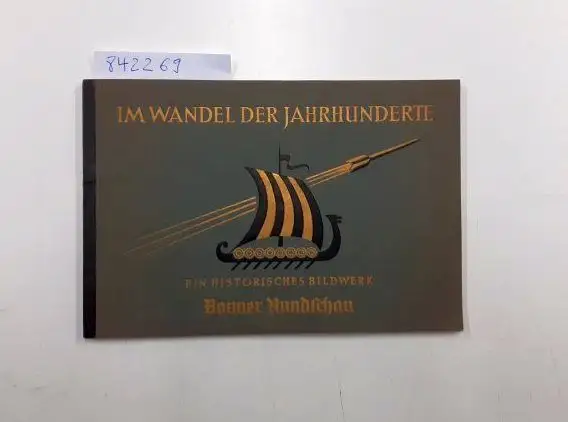 842269
IM WANDEL DER JAHRHUNDERTE
EIN HISTORISCHES BILDWERK
Bonner Rundschau